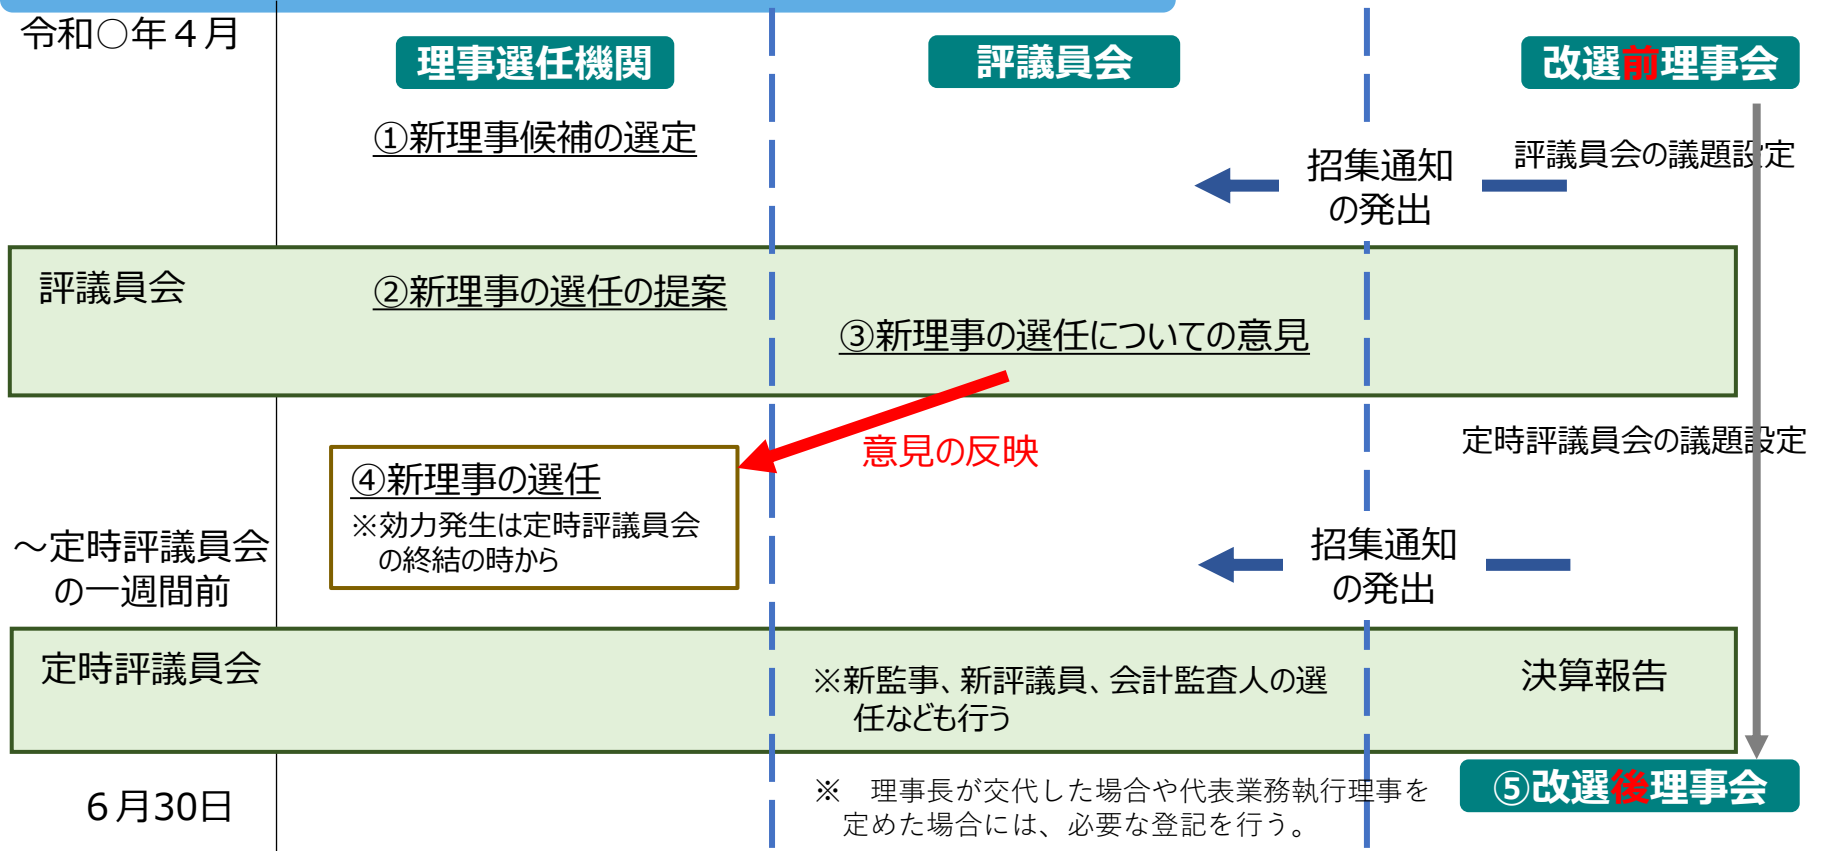 令和○年４月
理事選任機関
評議員会
改選前理事会
①新理事候補の選定
招集通知
の発出
評議員会の議題設定
評議員会
②新理事の選任の提案
③新理事の選任についての意見
意見の反映
定時評議員会の議題設定
④新理事の選任
※効力発生は定時評議員会
の終結の時から
～定時評議員会
の一週間前
招集通知
の発出
定時評議員会
※新監事、新評議員、会計監査人の選
任なども行う
決算報告
６月30日
※　理事長が交代した場合や代表業務執行理事を
定めた場合には、必要な登記を行う。
⑤改選後理事会